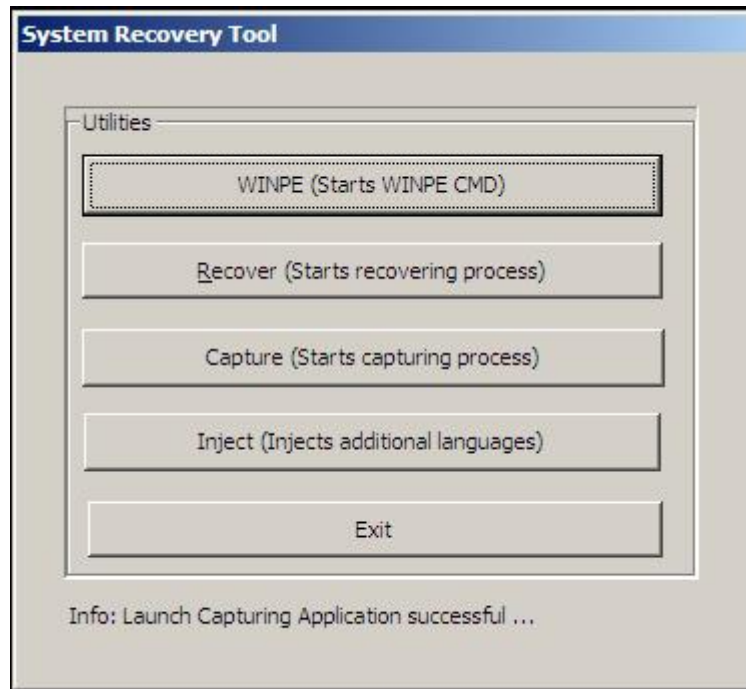 System Recovery Tool
Utilities
WINPE (Starts WINPE CMD)
Recover (Starts recovering process)
Capture (Starts capturing process)
Inject (Injects additional languages)
Exit
Info: Launch Capturing Application successful ...